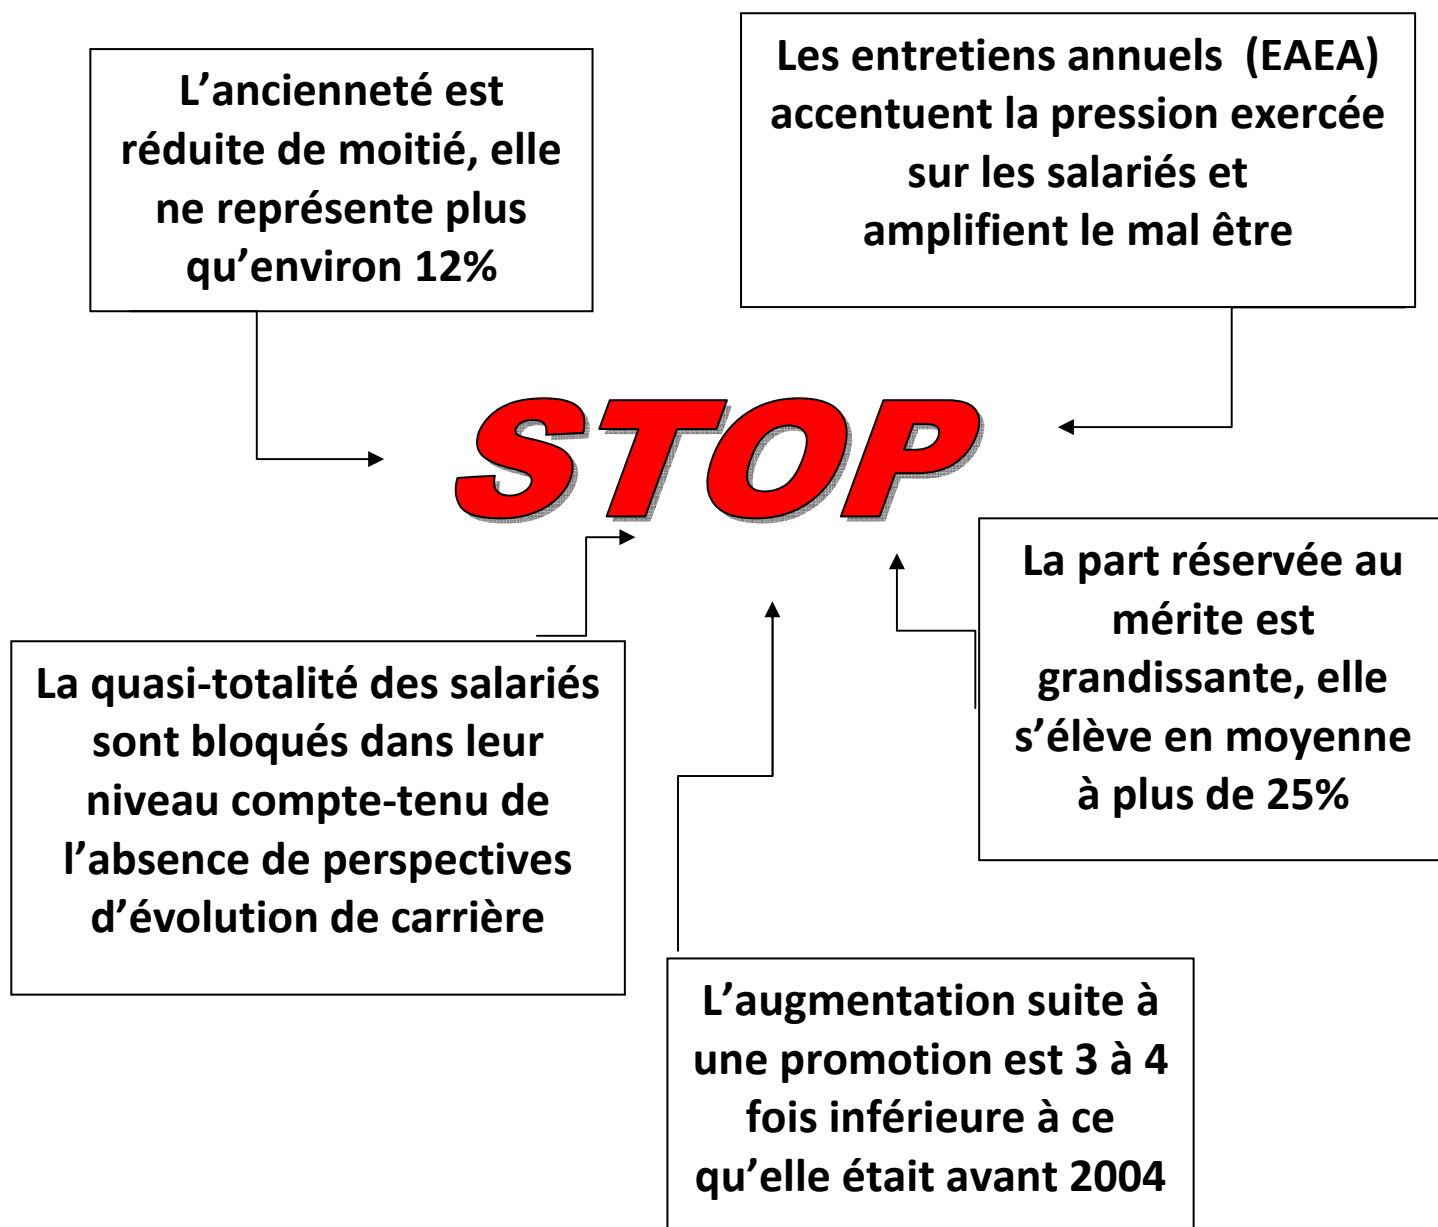 L’ancienneté est
réduite de moitié, elle
ne représente plus
qu’environ 12%
Les entretiens annuels  (EAEA)
accentuent la pression exercée
sur les salariés et
amplifient le mal être
STOP
La part réservée au
mérite est
grandissante, elle
s’élève en moyenne
à plus de 25%
La quasi-totalité des salariés
sont bloqués dans leur
niveau compte-tenu de
l’absence de perspectives
d’évolution de carrière
L’augmentation suite à
une promotion est 3 à 4
fois inférieure à ce
qu’elle était avant 2004